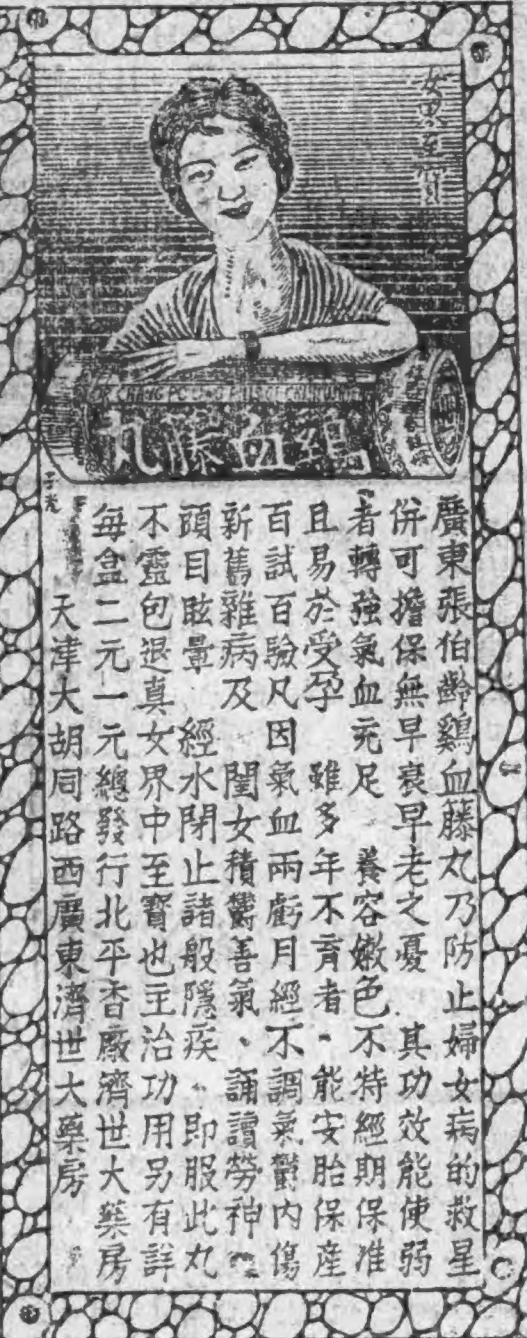 女界至寶
鷄血藤丸
廣東張伯齡鷄血藤丸乃防止婦女病的救星
併可擔保無早衰早老之憂 其功效能使弱
者轉強氣血充足 養容嫩色不特經期保准
且易於受孕 雖多年不育者、能安胎保產
百試百驗凡因氣血兩虧月經不調氣鬱內傷
新舊雜病及 閨女積鬱善氣、誦讀勞神
頭目眩暈 經水閉止諸般隱疾、即服此丸
不靈包退真女界中至寶也主治功用另有詳
每盒二元一元總發行北平香廠濟世大藥房
天津大胡同路西廣東濟世大藥房